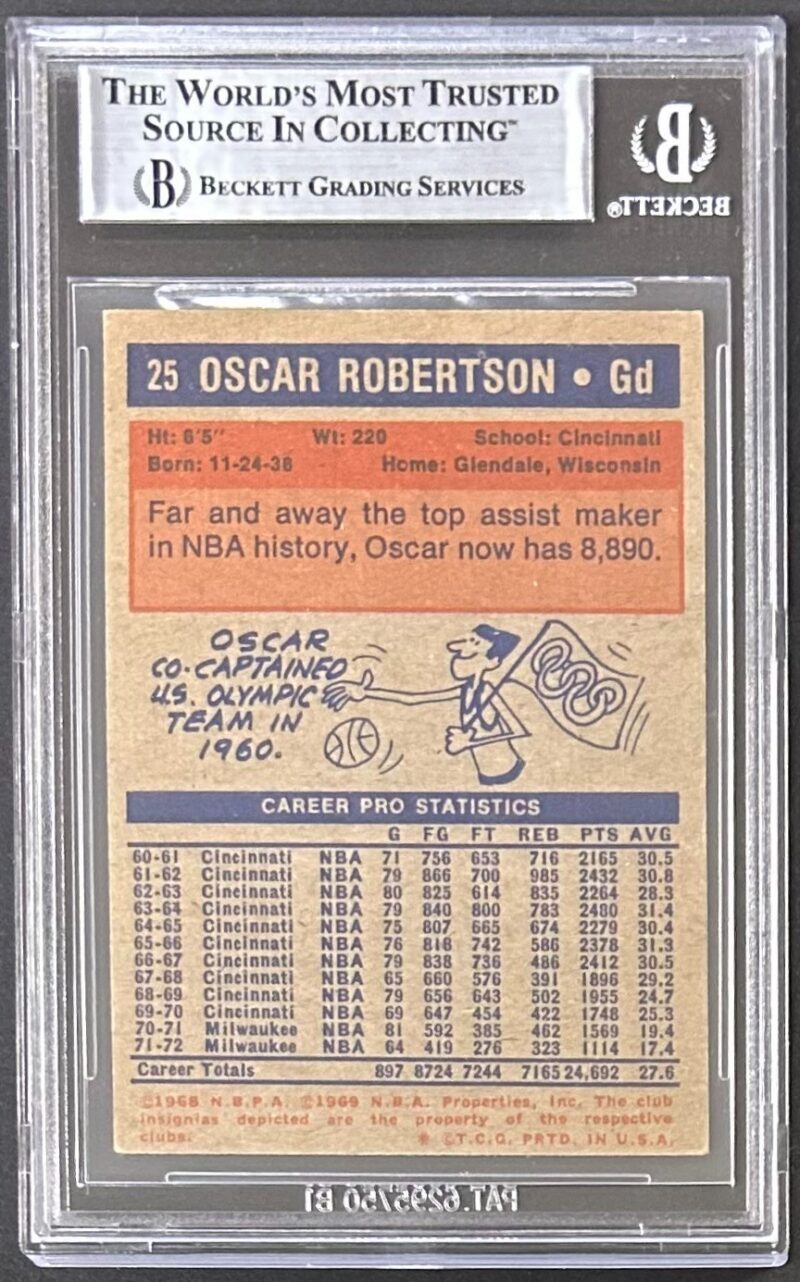 THE WORLD'S MOST TRUSTED
SOURCE IN COLLECTING™
B BECKETT GRADING SERVICES
B
BECKETT®
25 OSCAR ROBERTSON • Gd
Ht: 6'5" Wt: 220 School: Cincinnati
Born: 11-24-38 Home: Glendale, Wisconsin
Far and away the top assist maker
in NBA history, Oscar now has 8,890.
OSCAR
CO-CAPTAINED
U.S. OLYMPIC
TEAM IN
1960.
CAREER PRO STATISTICS
G FG FT REB PTS AVG
60-61 Cincinnati NBA 71 756 653 716 2165 30.5
61-62 Cincinnati NBA 79 866 700 985 2432 30.8
62-63 Cincinnati NBA 80 825 614 835 2264 28.3
63-64 Cincinnati NBA 79 840 800 783 2480 31.4
64-65 Cincinnati NBA 75 807 665 674 2279 30.4
65-66 Cincinnati NBA 76 818 742 586 2378 31.3
66-67 Cincinnati NBA 79 838 736 486 2412 30.5
67-68 Cincinnati NBA 65 660 576 391 1896 29.2
68-69 Cincinnati NBA 79 656 643 502 1955 24.7
69-70 Cincinnati NBA 69 647 454 422 1748 25.3
70-71 Milwaukee NBA 81 592 385 462 1569 19.4
71-72 Milwaukee NBA 64 419 276 323 1114 17.4
Career Totals 897 8724 7244 7165 24,692 27.6
©1968 N.B.P.A. ©1969 N.B.A. Properties, Inc. The club
insignias depicted are the property of the respective
clubs. * ©T.C.G. PRTD. IN U.S.A.
PAT.6295750 B1